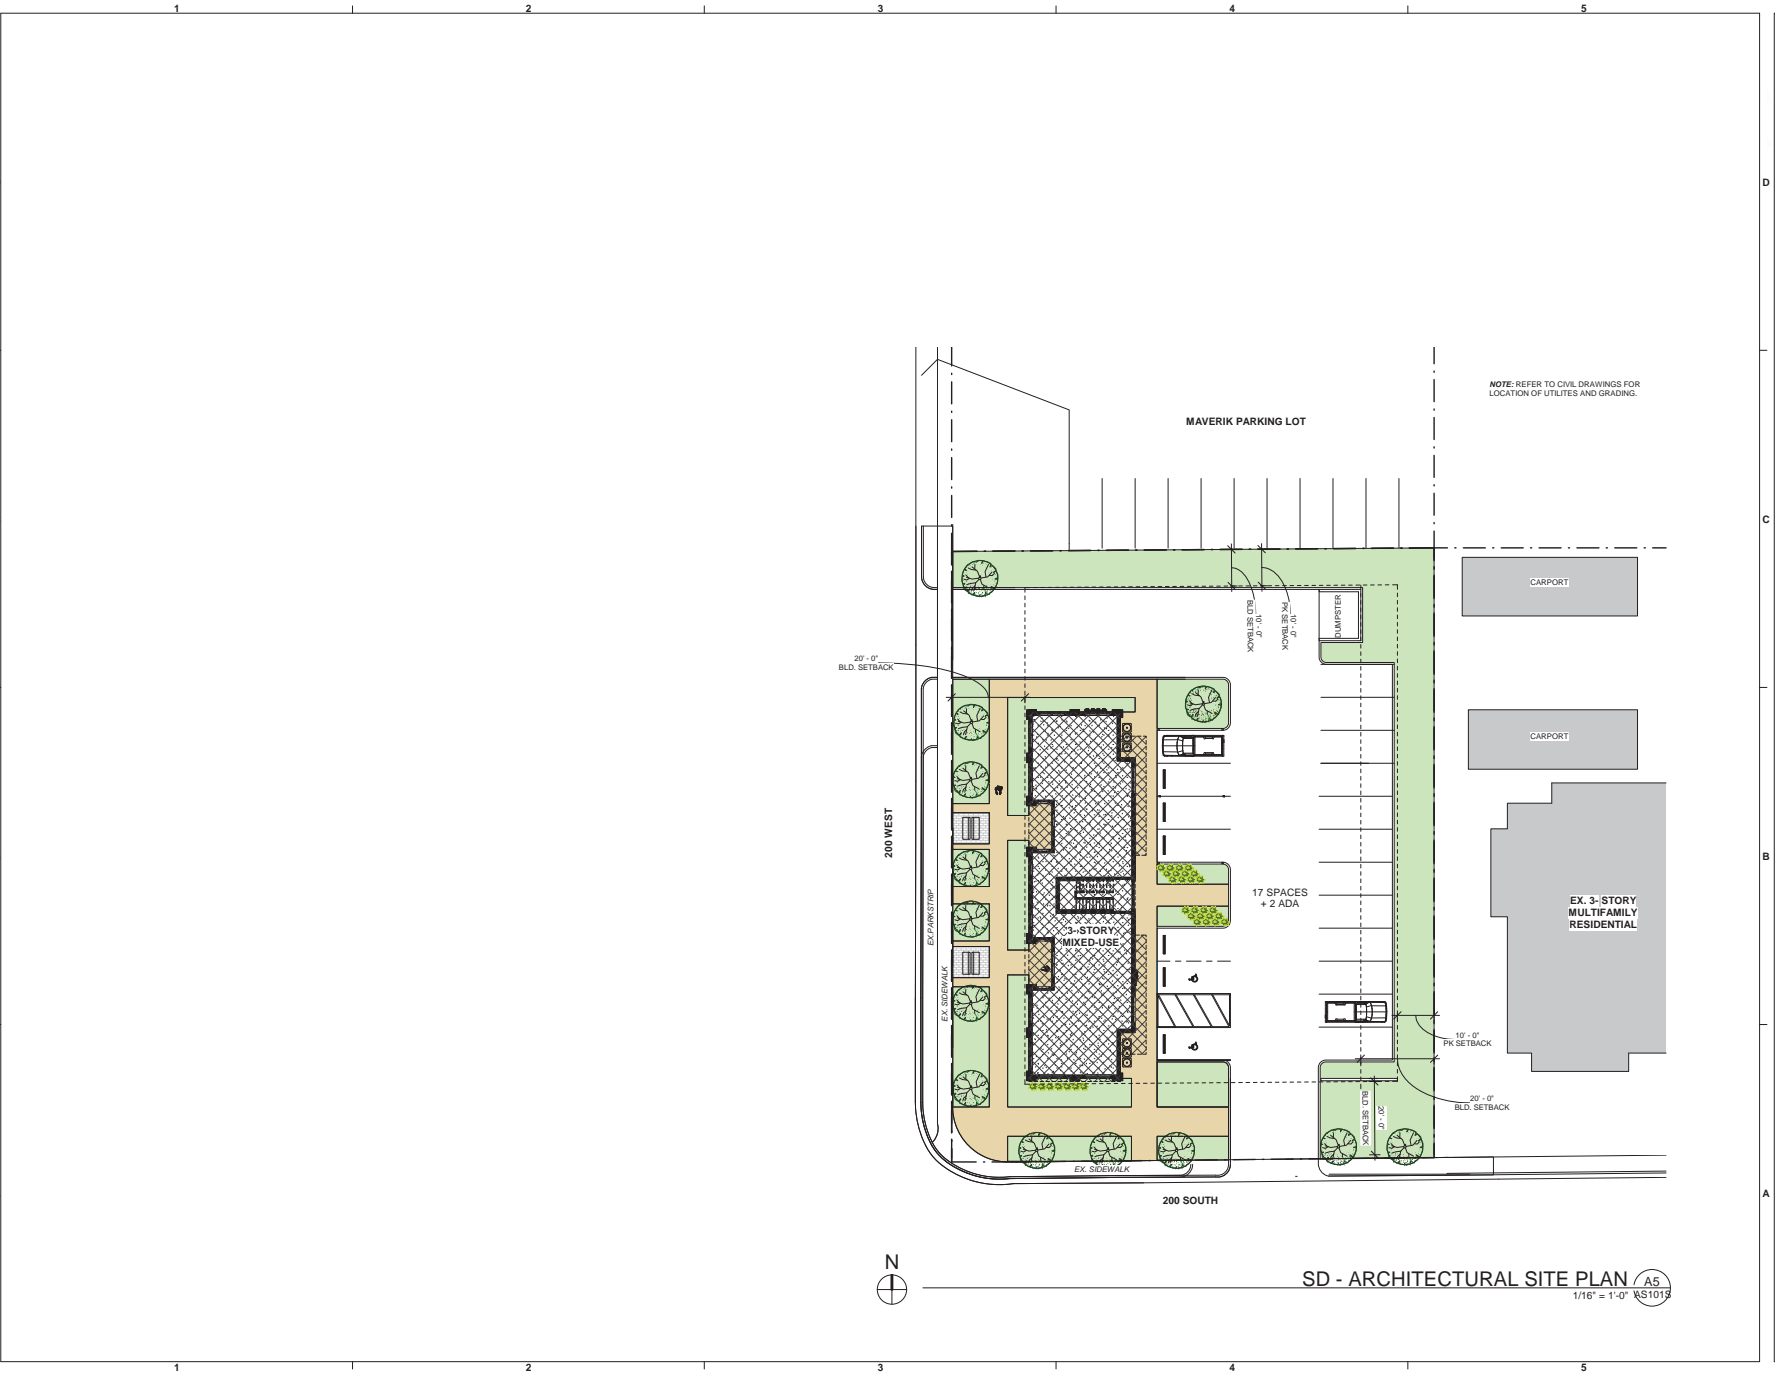 1 2 3 4 5
D
NOTE: REFER TO CIVIL DRAWINGS FOR
LOCATION OF UTILITES AND GRADING.
MAVERIK PARKING LOT
C
CARPORT
DUMPSTER
10' - 0"
BLD SETBACK
10' - 0"
PK SETBACK
20' - 0"
BLD. SETBACK
CARPORT
200 WEST
B
17 SPACES
+ 2 ADA
EX. 3- STORY
MULTIFAMILY
RESIDENTIAL
EX.PARKSTRIP
3- STORY
MIXED-USE
EX. SIDEWALK
10' - 0"
PK SETBACK
20' - 0"
BLD. SETBACK
20' - 0"
BLD. SETBACK
EX. SIDEWALK
200 SOUTH
A
N
SD - ARCHITECTURAL SITE PLAN
1/16" = 1'-0"
A5
AS101S
1 2 3 4 5